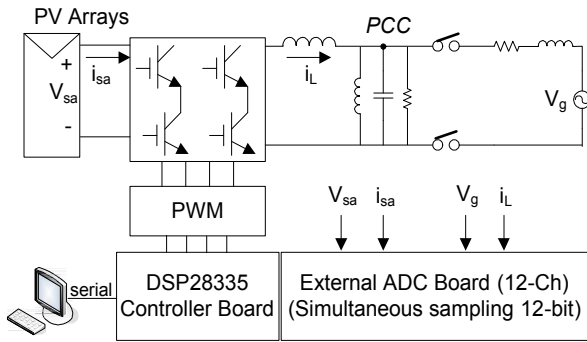 PV Arrays
PCC
+
V_sa
-
i_sa
i_L
V_g
PWM
V_sa
i_sa
V_g
i_L
serial
DSP28335
Controller Board
External ADC Board (12-Ch)
(Simultaneous sampling 12-bit)